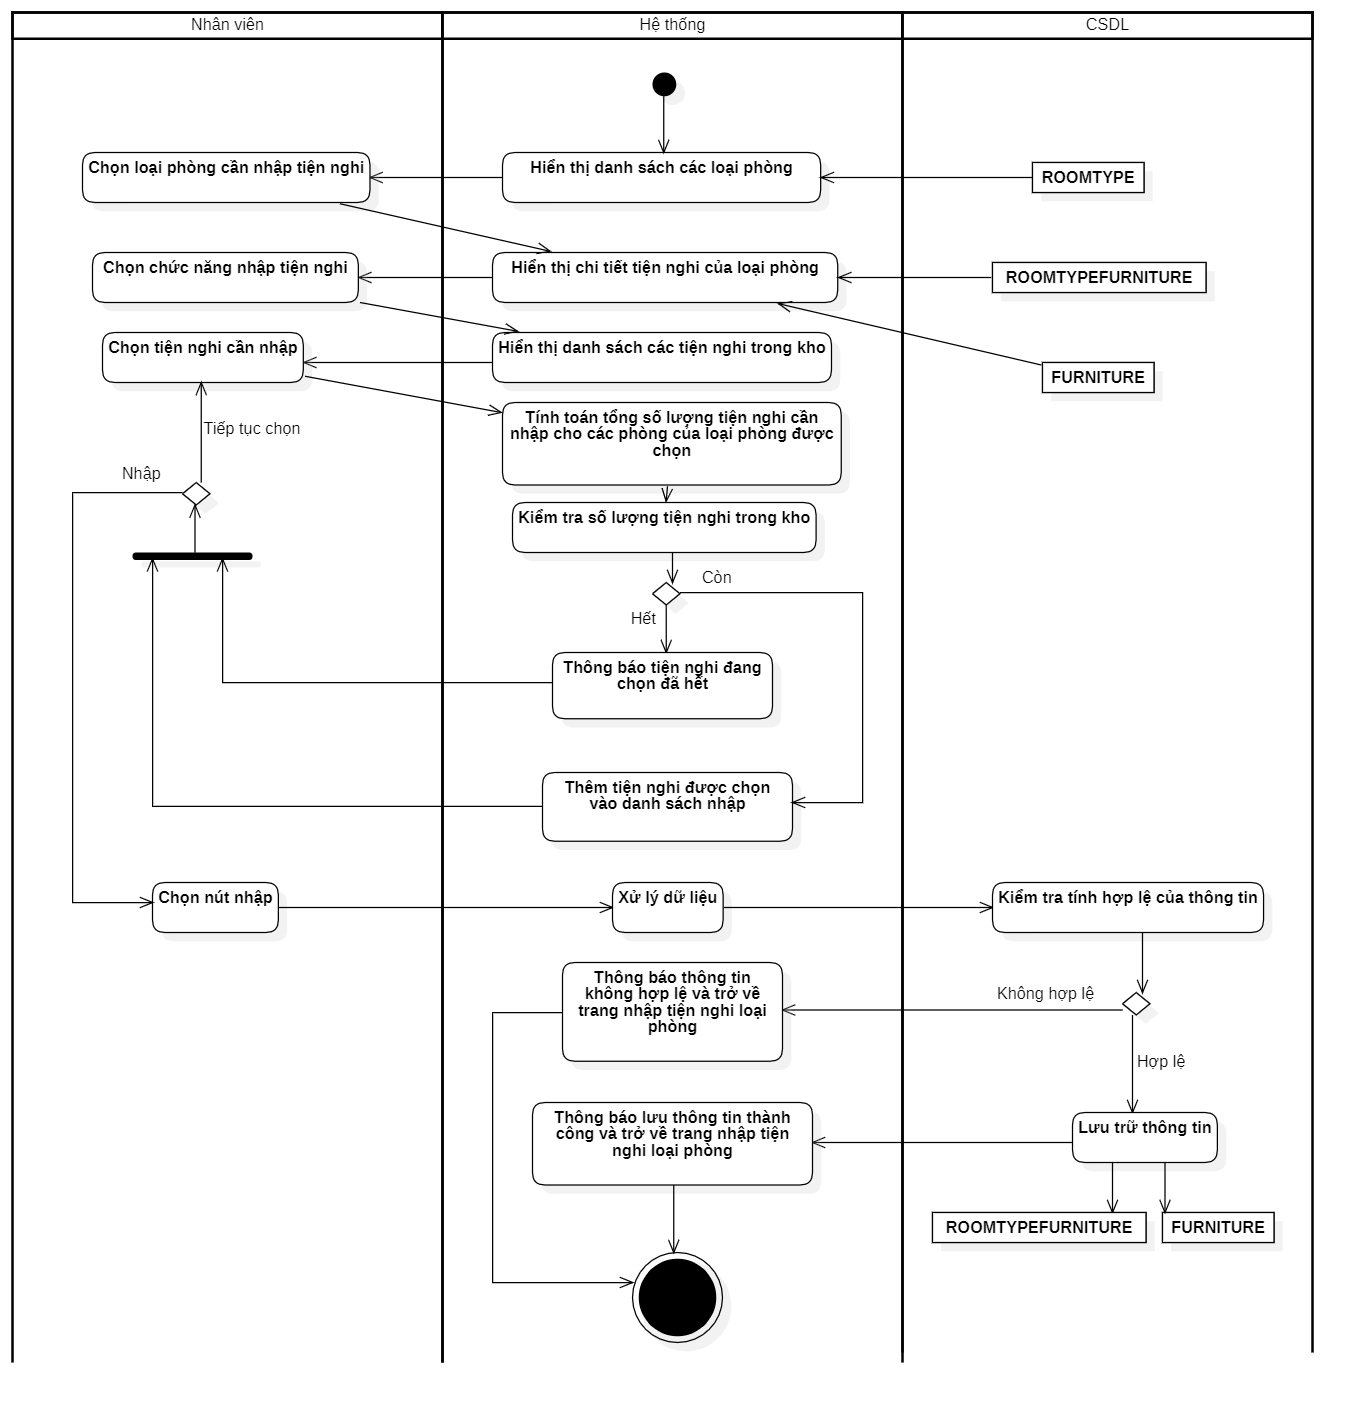 Nhân viên
Hệ thống
CSDL
Chọn loại phòng cần nhập tiện nghi
Hiển thị danh sách các loại phòng
ROOMTYPE
Chọn chức năng nhập tiện nghi
Hiển thị chi tiết tiện nghi của loại phòng
ROOMTYPEFURNITURE
Chọn tiện nghi cần nhập
Hiển thị danh sách các tiện nghi trong kho
FURNITURE
Tính toán tổng số lượng tiện nghi cần
nhập cho các phòng của loại phòng được
chọn
Tiếp tục chọn
Nhập
Kiểm tra số lượng tiện nghi trong kho
Còn
Hết
Thông báo tiện nghi đang
chọn đã hết
Thêm tiện nghi được chọn
vào danh sách nhập
Chọn nút nhập
Xử lý dữ liệu
Kiểm tra tính hợp lệ của thông tin
Thông báo thông tin
không hợp lệ và trở về
trang nhập tiện nghi loại
phòng
Không hợp lệ
Hợp lệ
Thông báo lưu thông tin thành
công và trở về trang nhập tiện
nghi loại phòng
Lưu trữ thông tin
ROOMTYPEFURNITURE
FURNITURE